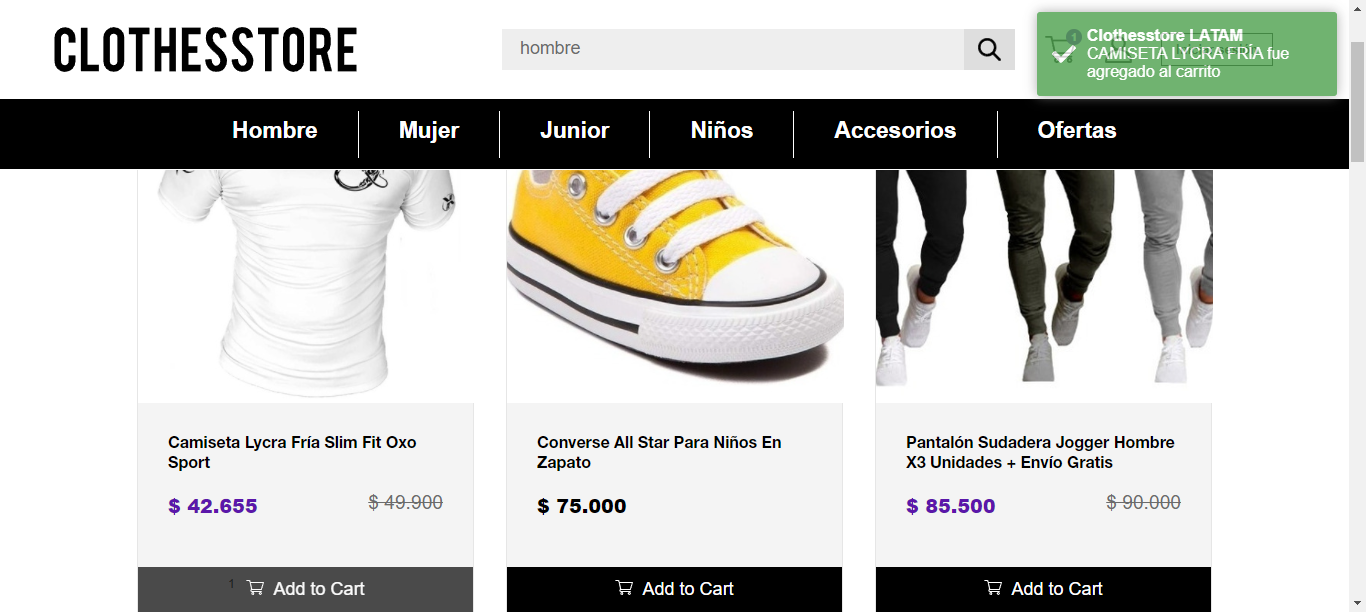 CLOTHESSTORE
hombre
1
Clothesstore LATAM
CAMISETA LYCRA FRÍA fue
agregado al carrito
Hombre
Mujer
Junior
Niños
Accesorios
Ofertas
Camiseta Lycra Fría Slim Fit Oxo
Sport
$ 42.655
$ 49.900
1
Add to Cart
Converse All Star Para Niños En
Zapato
$ 75.000
Add to Cart
Pantalón Sudadera Jogger Hombre
X3 Unidades + Envío Gratis
$ 85.500
$ 90.000
Add to Cart